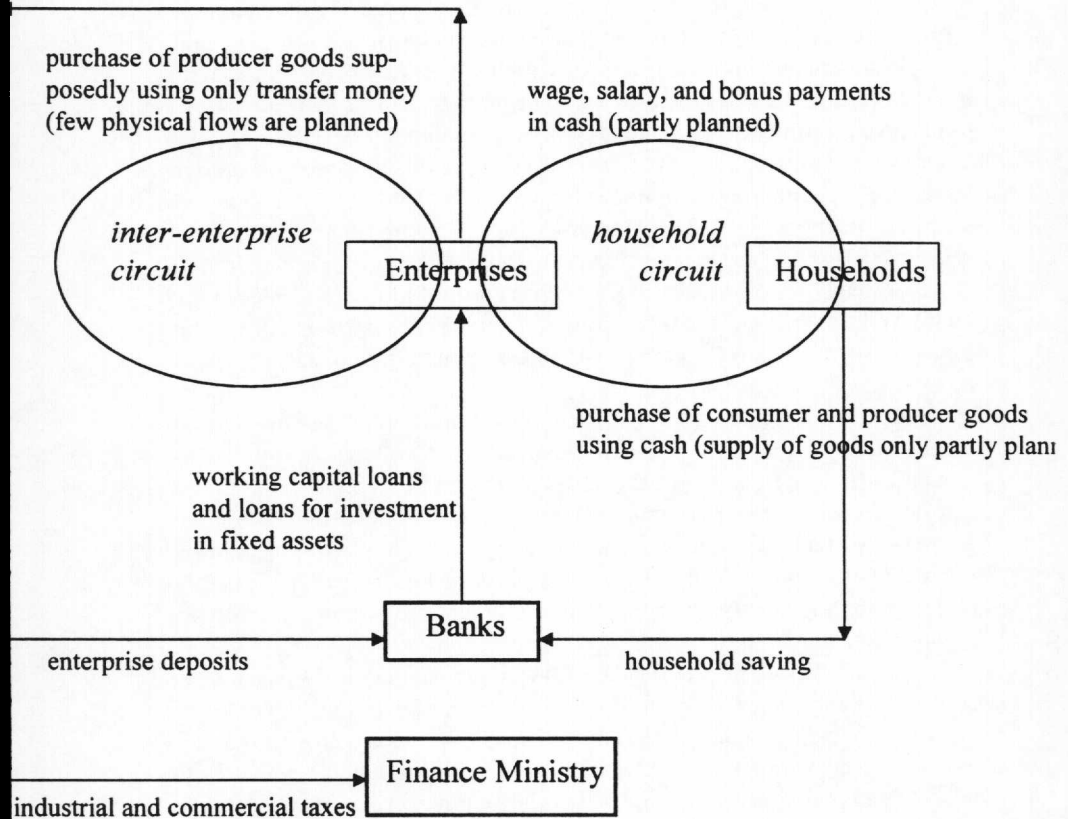 purchase of producer goods sup-
posedly using only transfer money
(few physical flows are planned)
wage, salary, and bonus payments
in cash (partly planned)
inter-enterprise
circuit
Enterprises
household
circuit
Households
purchase of consumer and producer goods
using cash (supply of goods only partly plan
working capital loans
and loans for investment
in fixed assets
Banks
enterprise deposits
household saving
Finance Ministry
industrial and commercial taxes